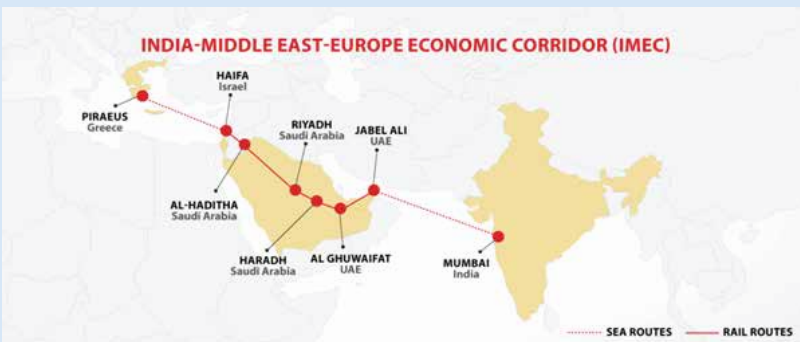 INDIA-MIDDLE EAST-EUROPE ECONOMIC CORRIDOR (IMEC)
HAIFA
Israel
PIRAEUS
Greece
RIYADH
Saudi Arabia
JABEL ALI
UAE
AL-HADITHA
Saudi Arabia
HARADH
Saudi Arabia
AL GHUWAIFAT
UAE
MUMBAI
India
SEA ROUTES
RAIL ROUTES